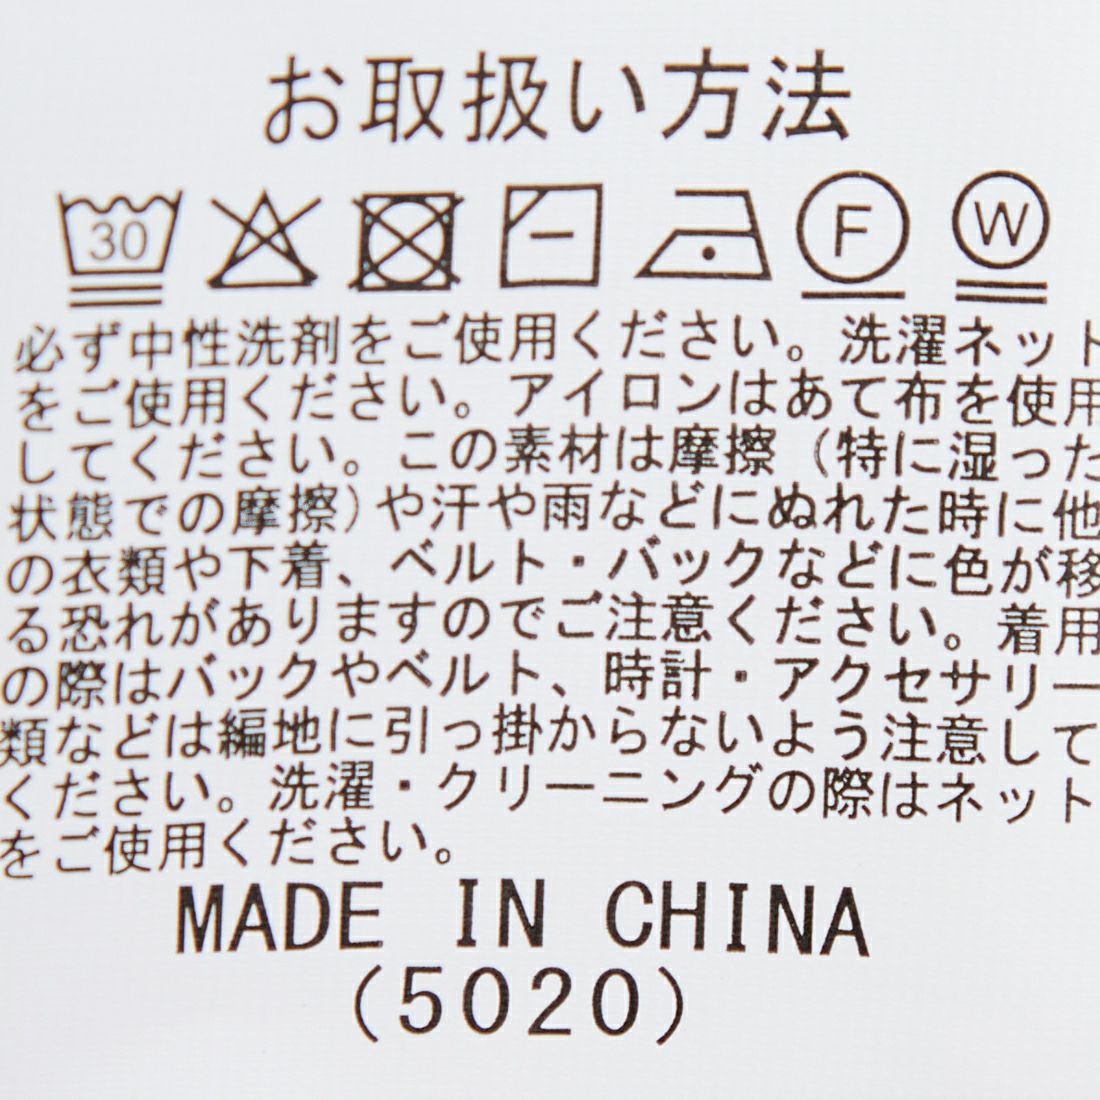 お取扱い方法
30 F W
必ず中性洗剤をご使用ください。洗濯ネット
をご使用ください。アイロンはあて布を使用
してください。この素材は摩擦（特に湿った
状態での摩擦）や汗や雨などにぬれた時に他
の衣類や下着、ベルト・バックなどに色が移
る恐れがありますのでご注意ください。着用
の際はバックやベルト、時計・アクセサリー
類などは編地に引っ掛からないよう注意して
ください。洗濯・クリーニングの際はネット
をご使用ください。
MADE IN CHINA
(5020)